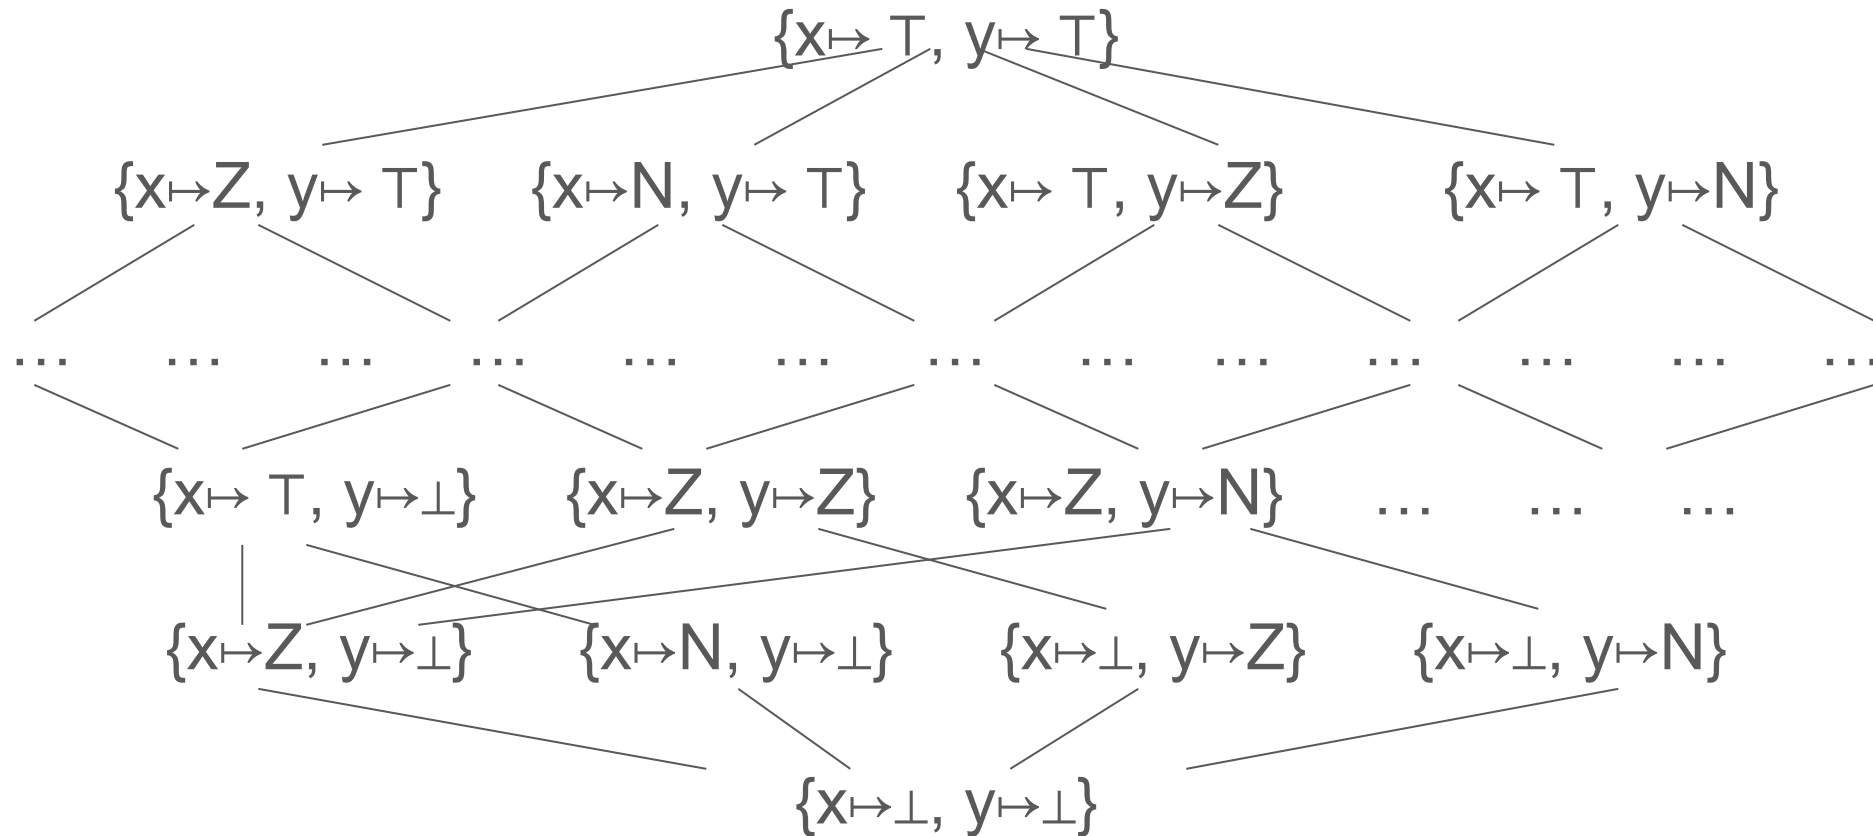 {x↦ ⊤, y↦ ⊤}
{x↦Z, y↦ ⊤} {x↦N, y↦ ⊤} {x↦ ⊤, y↦Z} {x↦ ⊤, y↦N}
... ... ... ... ... ... ... ... ... ... ... ... ...
{x↦ ⊤, y↦⊥} {x↦Z, y↦Z} {x↦Z, y↦N} ... ... ...
{x↦Z, y↦⊥} {x↦N, y↦⊥} {x↦⊥, y↦Z} {x↦⊥, y↦N}
{x↦⊥, y↦⊥}